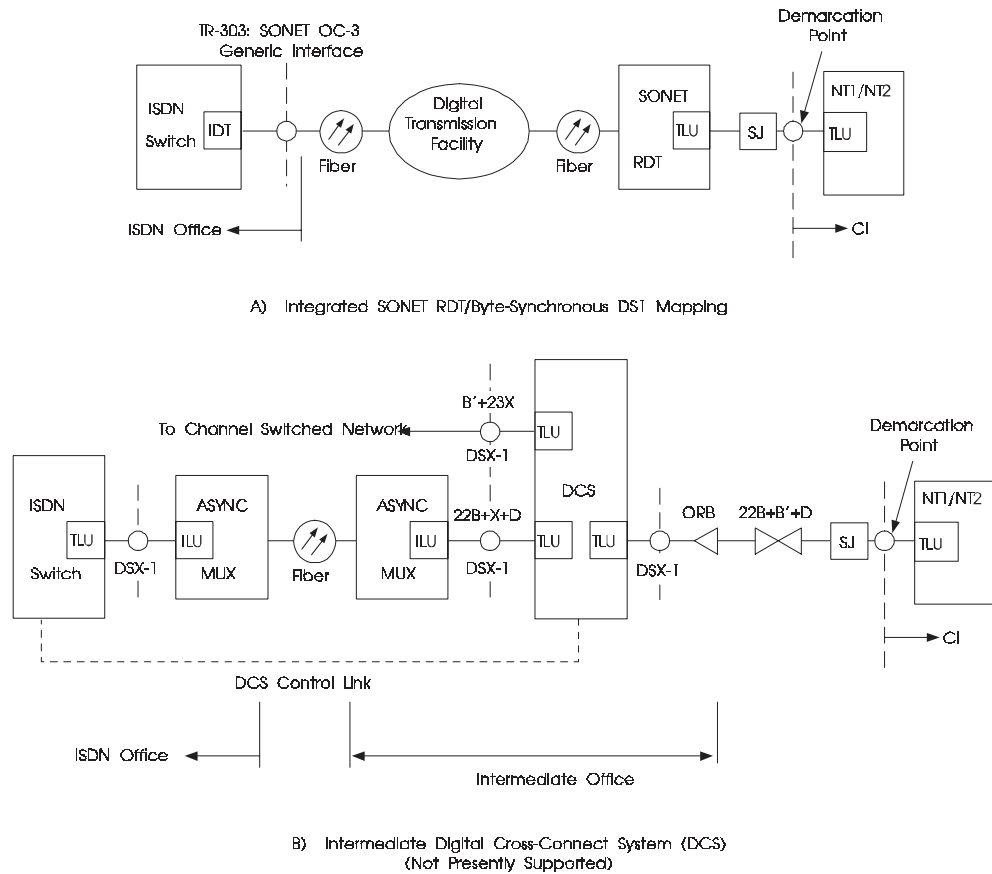 TR-303: SONET OC-3
Generic Interface
Demarcation
Point
ISDN
Switch
IDT
Fiber
Digital
Transmission
Facility
Fiber
SONET
TLU
RDT
SJ
NT1/NT2
TLU
ISDN Office
CI
A) Integrated SONET RDT/Byte-Synchronous DS1 Mapping
B'+23X
To Channel Switched Network
DSX-1
TLU
DCS
Demarcation
Point
ISDN
TLU
Switch
DSX-1
ASYNC
ILU
MUX
Fiber
ASYNC
ILU
MUX
22B+X+D
DSX-1
TLU
TLU
DSX-1
ORB
22B+B'+D
SJ
NT1/NT2
TLU
CI
DCS Control Link
ISDN Office
Intermediate Office
B) Intermediate Digital Cross-Connect System (DCS)
(Not Presently Supported)